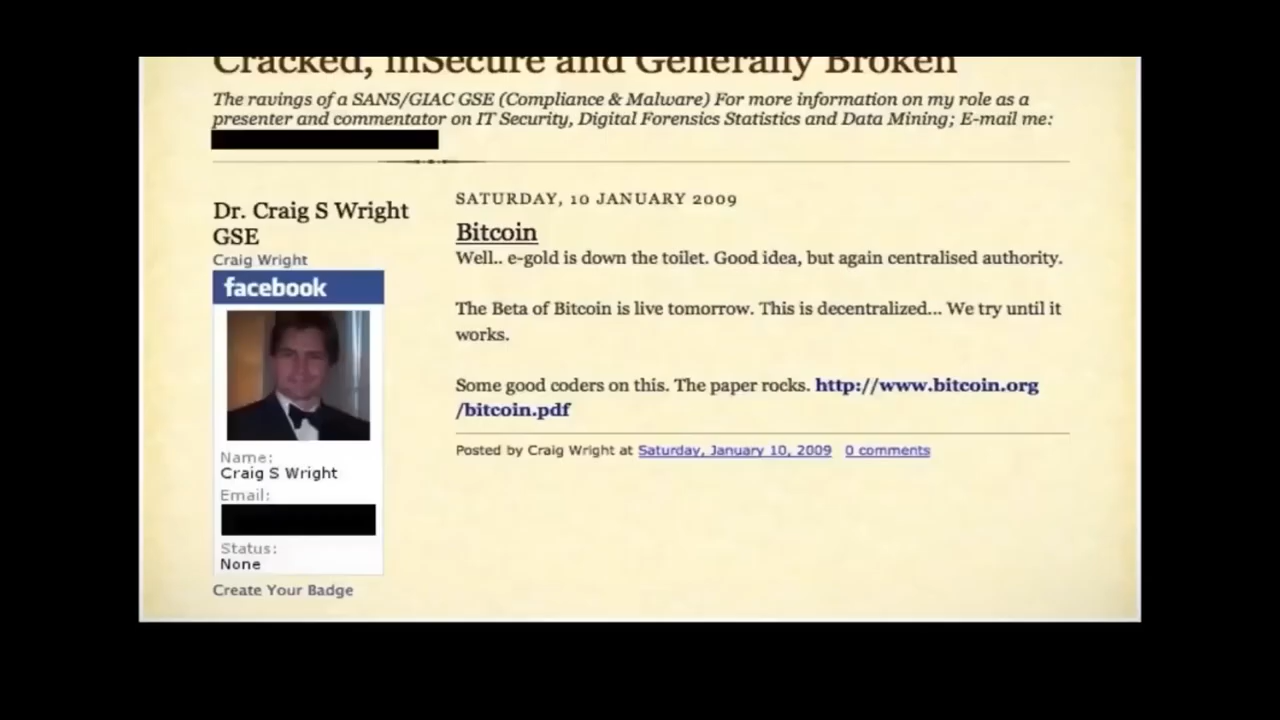 Cracked, inSecure and Generally Broken
The ravings of a SANS/GIAC GSE (Compliance & Malware) For more information on my role as a
presenter and commentator on IT Security, Digital Forensics Statistics and Data Mining; E-mail me:
Dr. Craig S Wright
GSE
Craig Wright
facebook
Name:
Craig S Wright
Email:
Status:
None
Create Your Badge
SATURDAY, 10 JANUARY 2009
Bitcoin
Well.. e-gold is down the toilet. Good idea, but again centralised authority.
The Beta of Bitcoin is live tomorrow. This is decentralized... We try until it
works.
Some good coders on this. The paper rocks. http://www.bitcoin.org
/bitcoin.pdf
Posted by Craig Wright at Saturday, January 10, 2009 0 comments